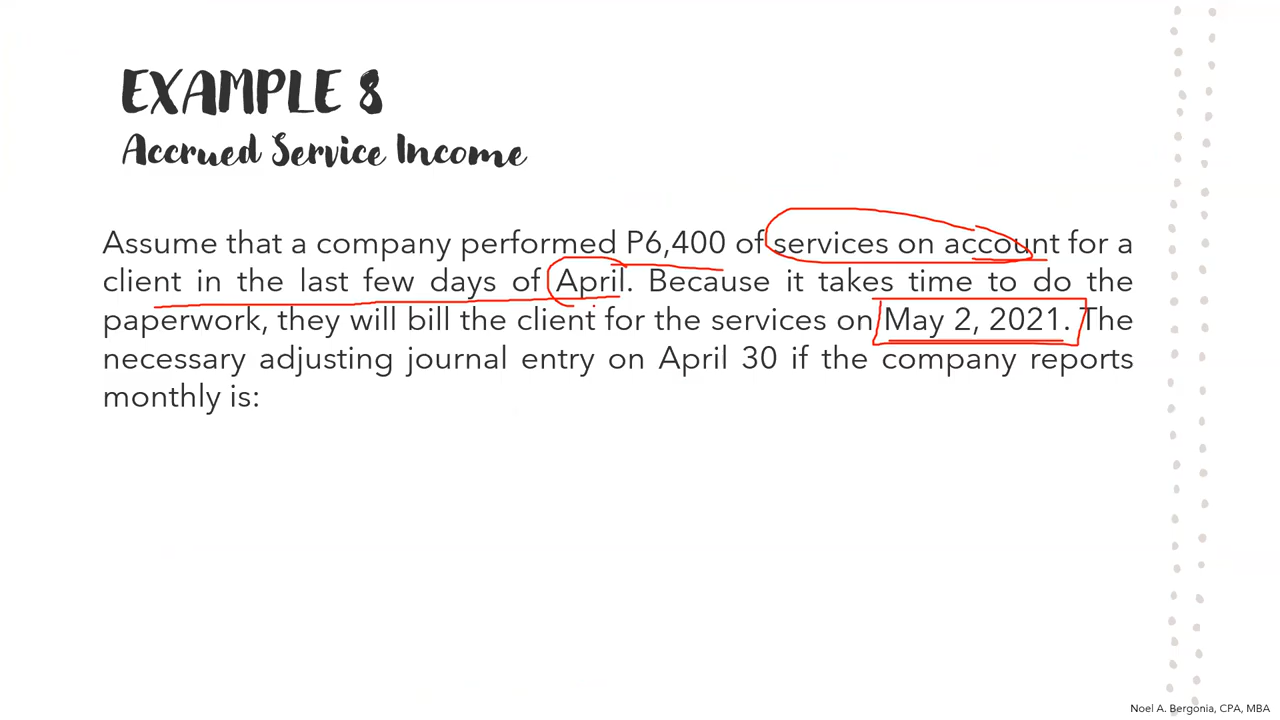 EXAMPLE 8
Accrued Service Income
Assume that a company performed P6,400 of services on account for a
client in the last few days of April. Because it takes time to do the
paperwork, they will bill the client for the services on May 2, 2021. The
necessary adjusting journal entry on April 30 if the company reports
monthly is:
Noel A. Bergonia, CPA, MBA